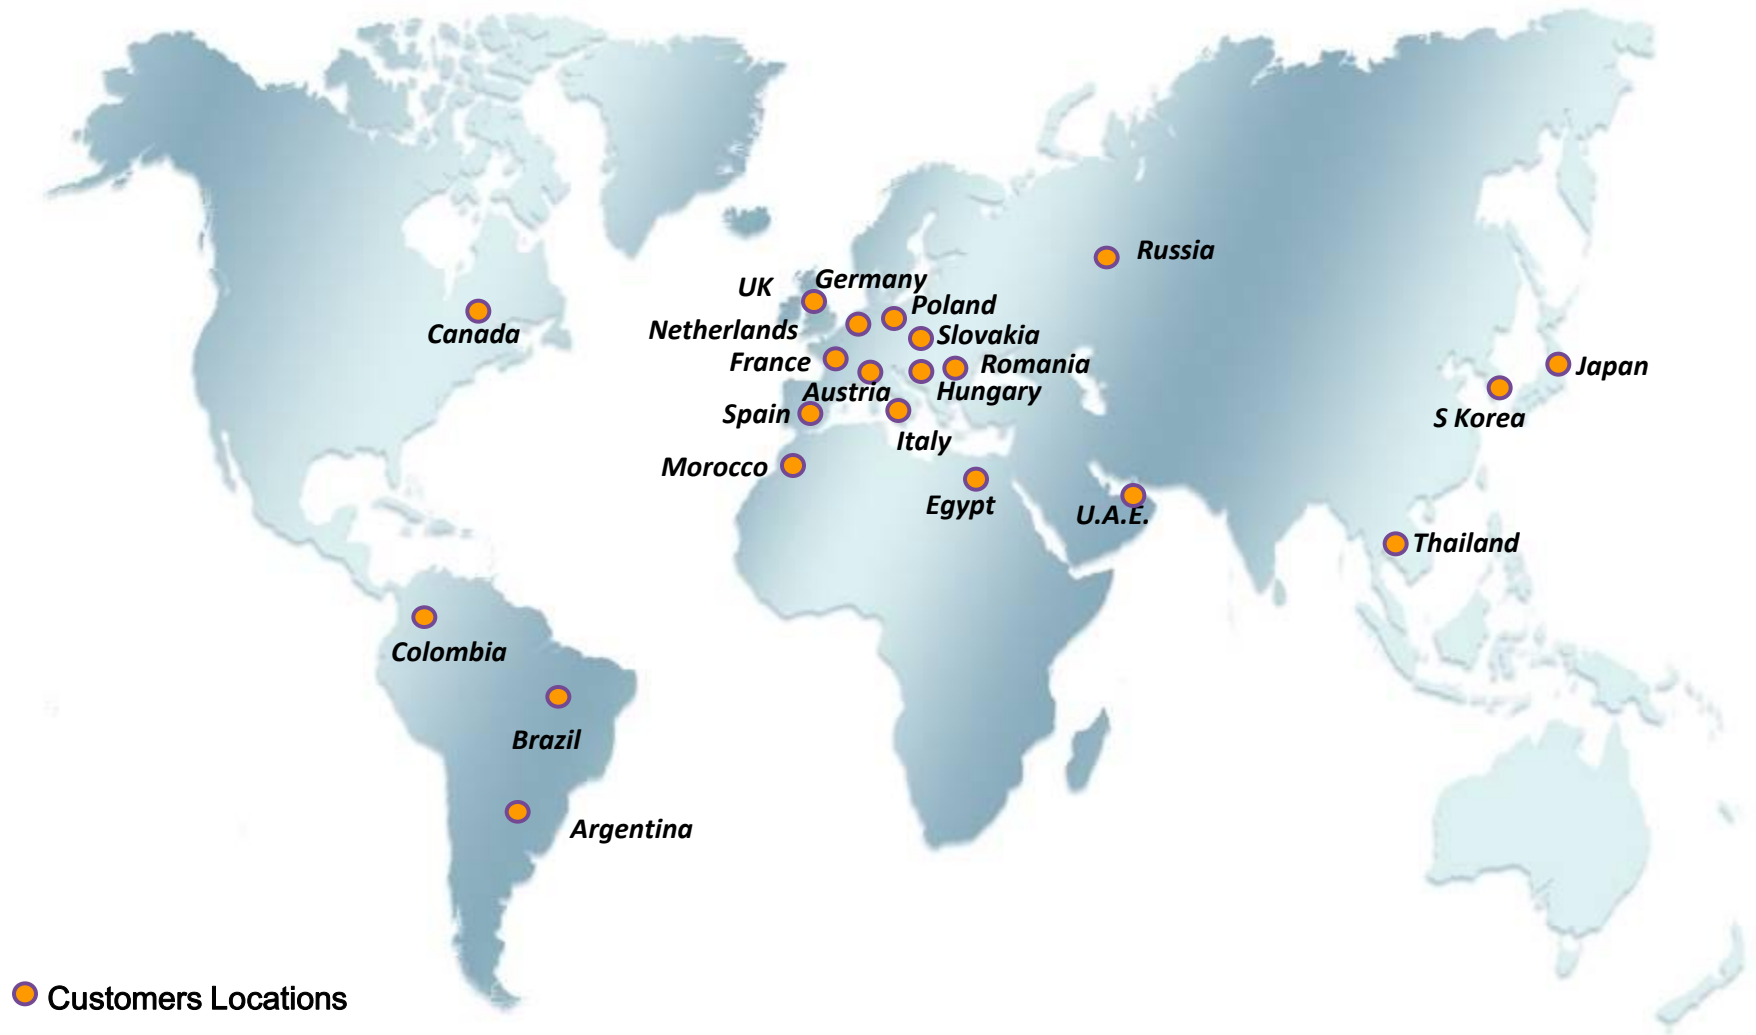 Russia
Germany
UK
Poland
Netherlands
Slovakia
Canada
France
Romania
Japan
Austria
Hungary
Spain
S Korea
Italy
Morocco
Egypt
U.A.E.
Thailand
Colombia
Brazil
Argentina
Customers Locations